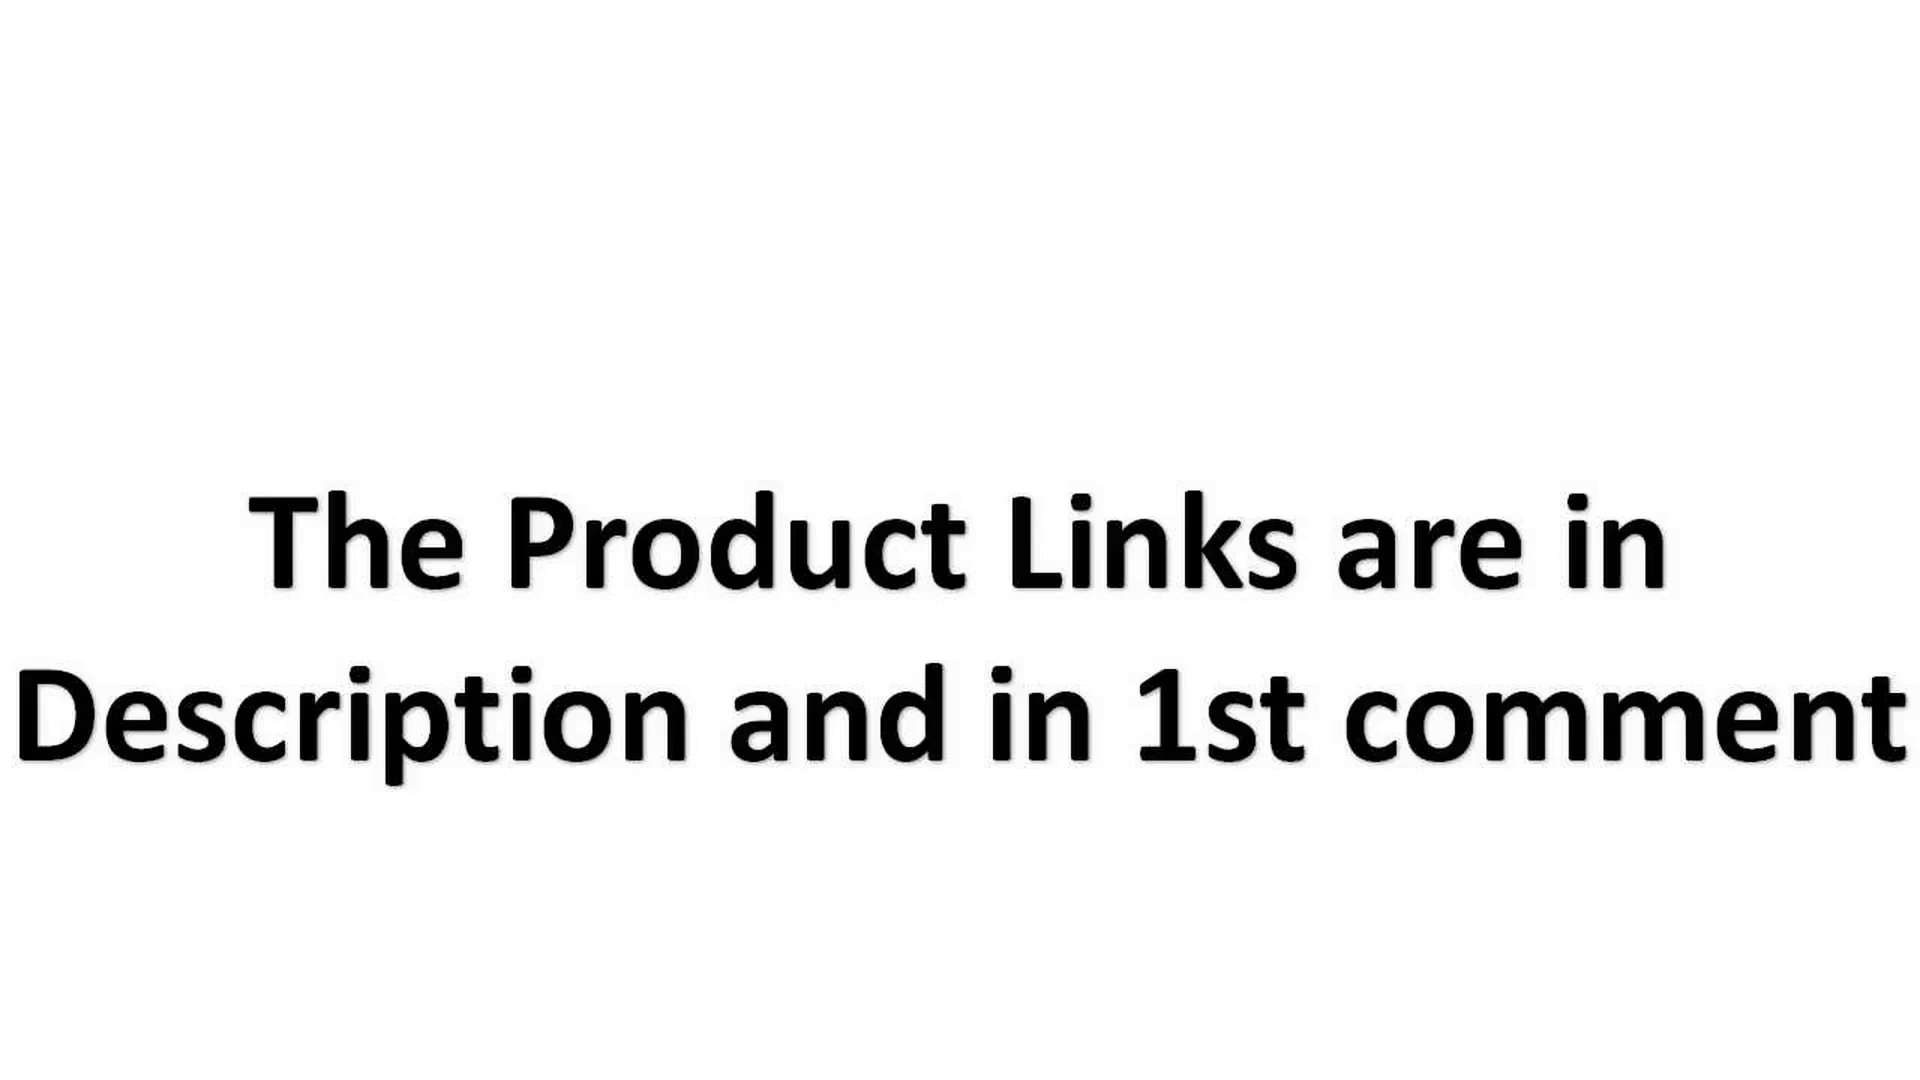 The Product Links are in
Description and in 1st comment